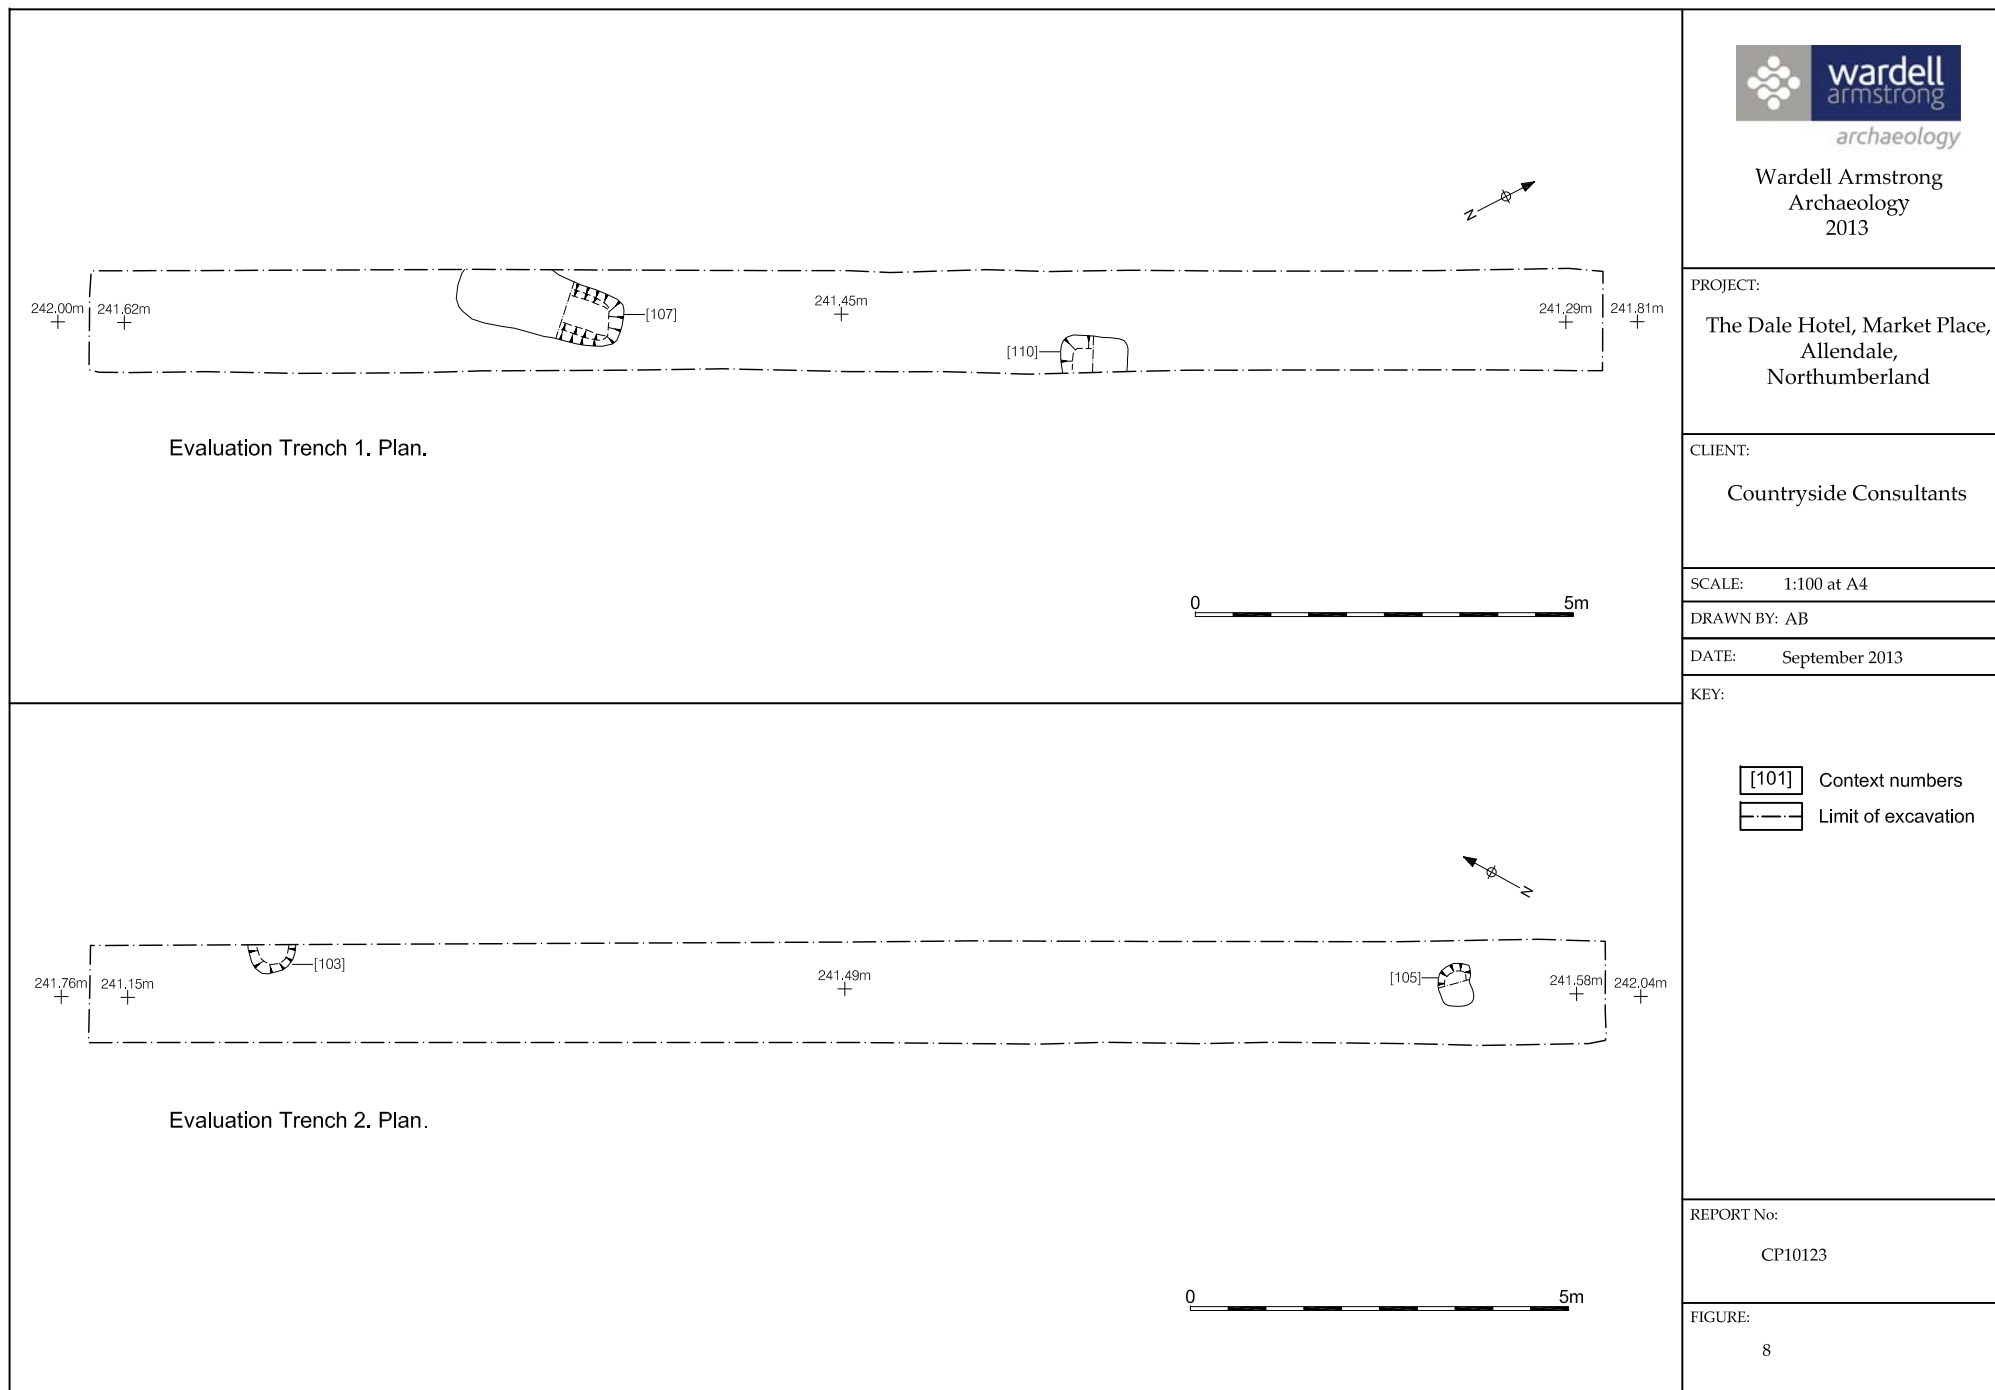 N
242.00m
241.62m
[107]
241.45m
[110]
241.29m
241.81m
Evaluation Trench 1. Plan.
0
5m
N
241.76m
241.15m
[103]
241.49m
[105]
241.58m
242.04m
Evaluation Trench 2. Plan.
0
5m
wardell
armstrong
archaeology
Wardell Armstrong
Archaeology
2013
PROJECT:
The Dale Hotel, Market Place,
Allendale,
Northumberland
CLIENT:
Countryside Consultants
SCALE: 1:100 at A4
DRAWN BY: AB
DATE: September 2013
KEY:
[101] Context numbers
Limit of excavation
REPORT No:
CP10123
FIGURE:
8